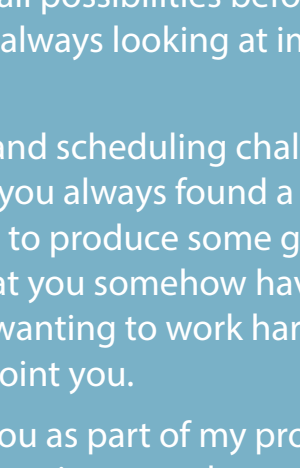 all possibilities befo
always looking at i
and scheduling chal
you always found a
to produce some g
at you somehow hav
wanting to work har
oint you.
ou as part of my pro